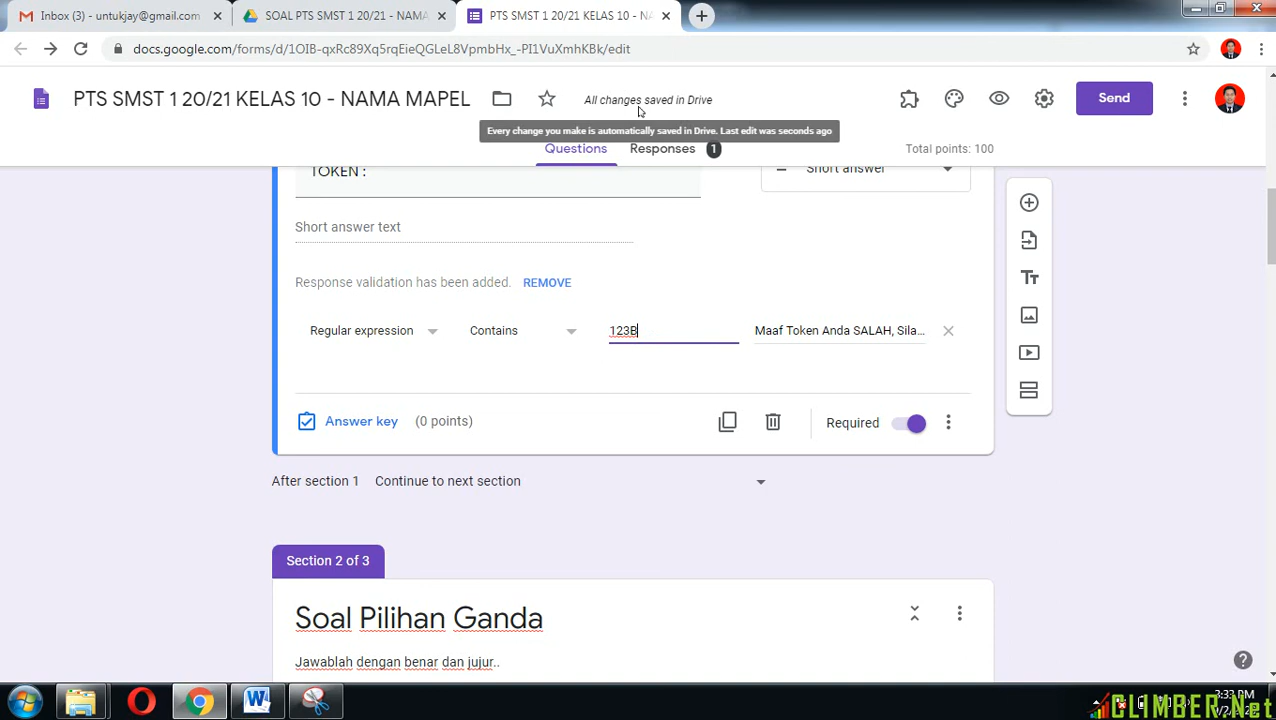 Inbox (3) - untukjay@gmail.com
SOAL PTS SMST 1 20/21 - NAMA
PTS SMST 1 20/21 KELAS 10 - NAM
docs.google.com/forms/d/1OIB-qxRc89Xq5rqEieQGLeL8VpmbHx_-PI1VuXmhKBk/edit
PTS SMST 1 20/21 KELAS 10 - NAMA MAPEL
All changes saved in Drive
Send
Every change you make is automatically saved in Drive. Last edit was seconds ago
Questions
Responses 1
Total points: 100
TOKEN :
Short answer
Short answer text
Response validation has been added. REMOVE
Regular expression
Contains
123B
Maaf Token Anda SALAH, Sila...
Answer key (0 points)
Required
After section 1 Continue to next section
Section 2 of 3
Soal Pilihan Ganda
Jawablah dengan benar dan jujur..
3:33 PM
CLIMBER.Net